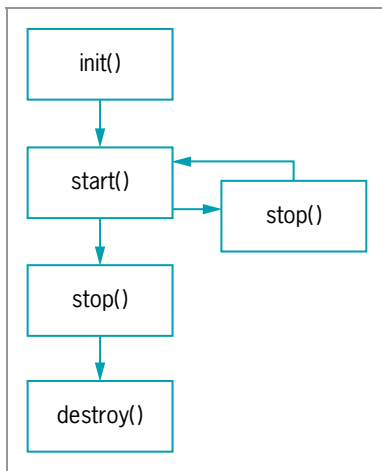 init()
start()
stop()
stop()
destroy()